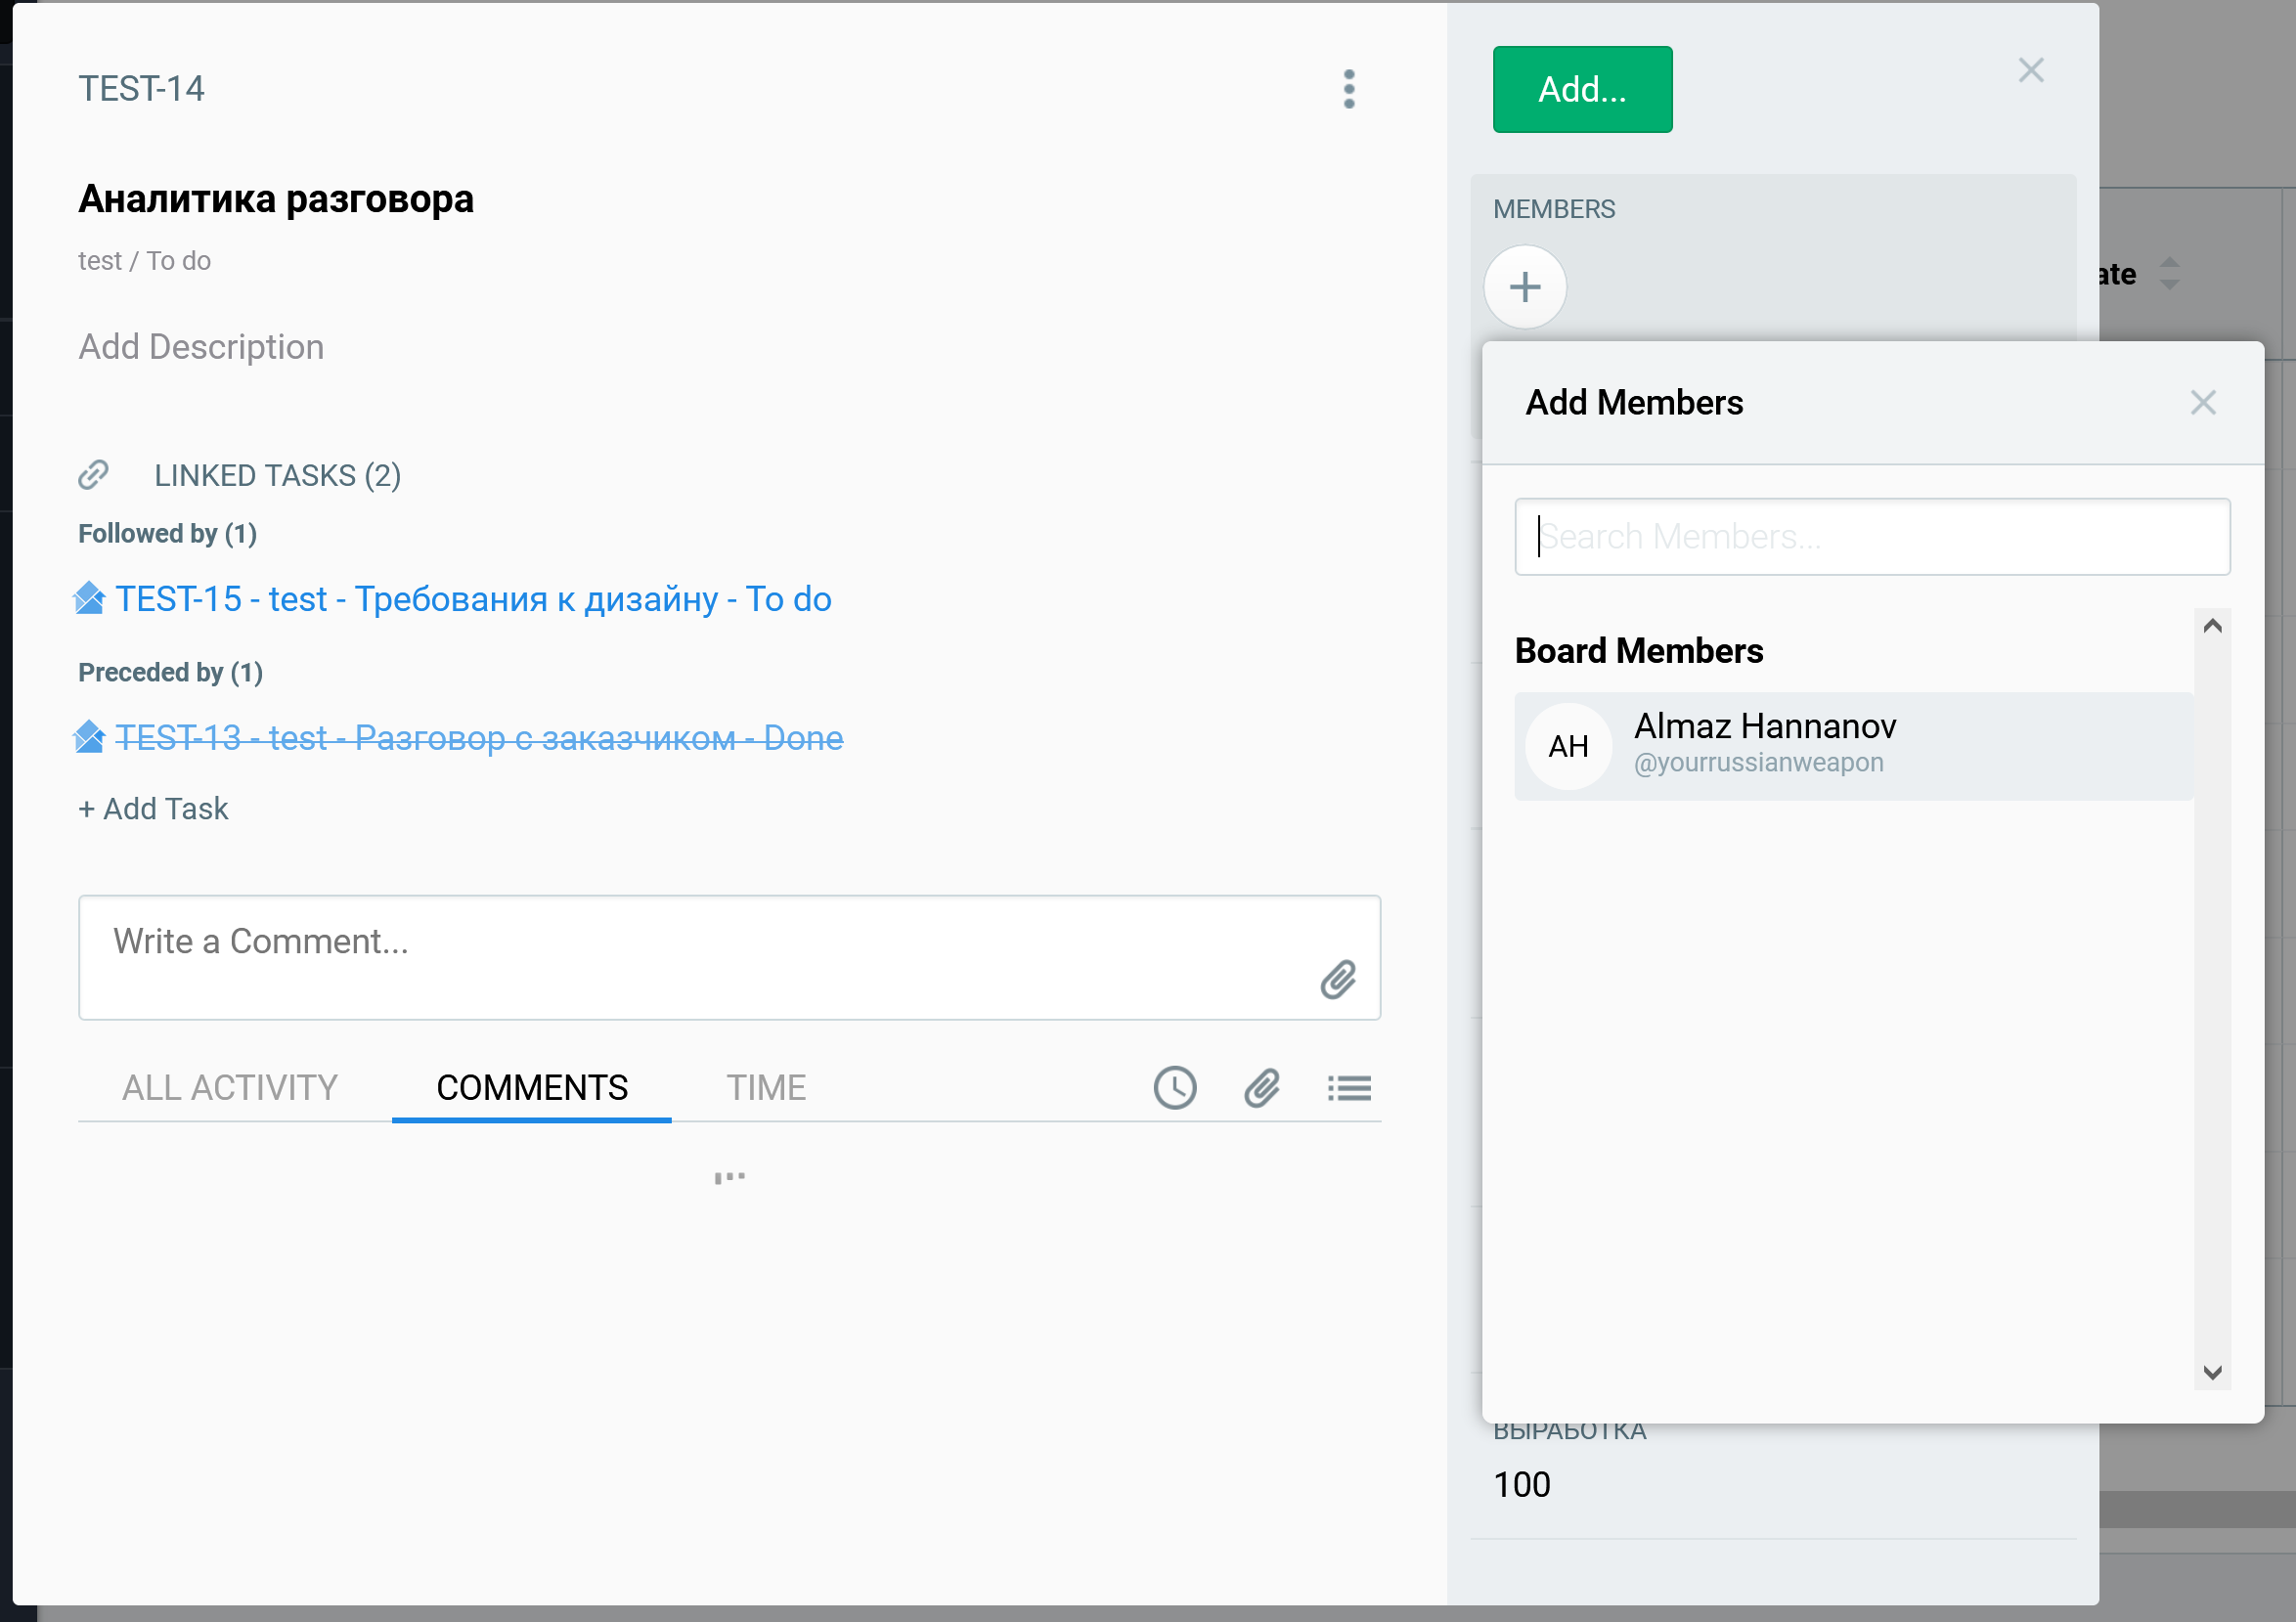 TEST-14
Аналитика разговора
test / To do
Add Description
LINKED TASKS (2)
Followed by (1)
TEST-15 - test - Требования к дизайну - To do
Preceded by (1)
TEST-13 - test - Разговор с заказчиком - Done
+ Add Task
Write a Comment...
ALL ACTIVITY COMMENTS TIME
Add...
MEMBERS
ate
Add Members
Search Members...
Board Members
AH
Almaz Hannanov
@yourrussianweapon
ВЫРАБОТКА
100